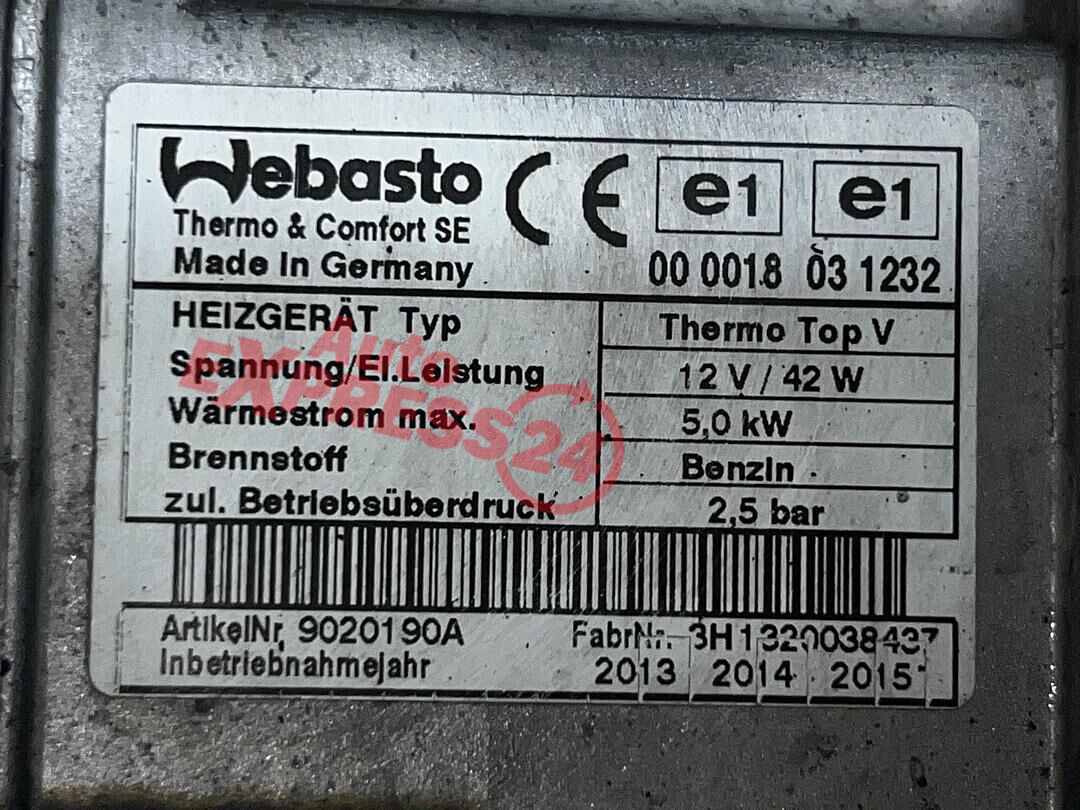 Webasto
Thermo & Comfort SE
Made In Germany
CE
e1 e1
00 0018 03 1232
HEIZGERÄT Typ Thermo Top V
Spannung/El.Leistung 12 V / 42 W
Wärmestrom max. 5,0 kW
Brennstoff Benzin
zul. Betriebsüberdruck 2,5 bar
Auto
EXPRESS24
ArtikelNr. 9020190A FabrNr. 3H1320038437
Inbetriebnahmejahr 2013 2014 2015